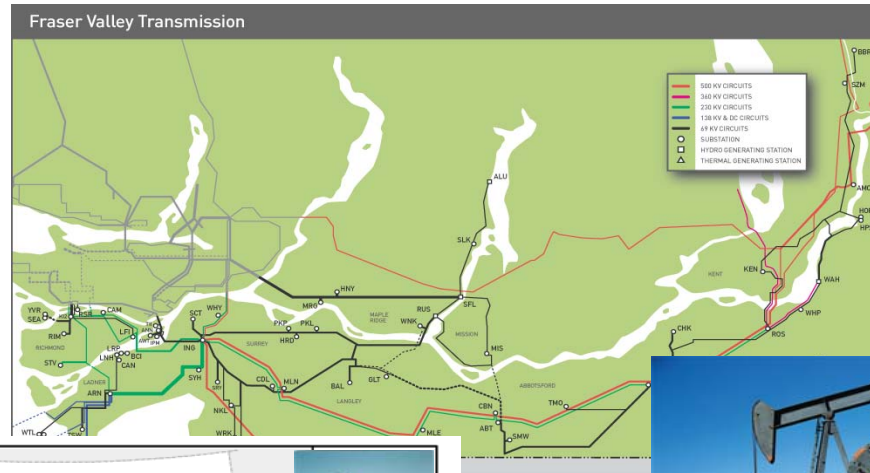 Fraser Valley Transmission
500 KV CIRCUITS
360 KV CIRCUITS
230 KV CIRCUITS
138 KV & DC CIRCUITS
69 KV CIRCUITS
SUBSTATION
HYDRO GENERATING STATION
THERMAL GENERATING STATION
BBR
SZM
ALU
AHC
SLK
KENT
KEN
HNY
MRG
SFL
WAH
YVR
SEA
CAM
SCT
WHY
PKP
PKL
MAPLE
RIDGE
RUS
WNK
WHP
RIM
LFI
ING
SURREY
HRD
MISSION
ROS
CHK
RICHMOND
STV
LRP
LNH
BCI
CAN
MIS
LADNER
SYH
CDL
MLN
BAL
GLT
ABBOTSFORD
ARN
NKL
LANGLEY
CBN
TMO
ABT
WTL
WRK
MLE
SMW